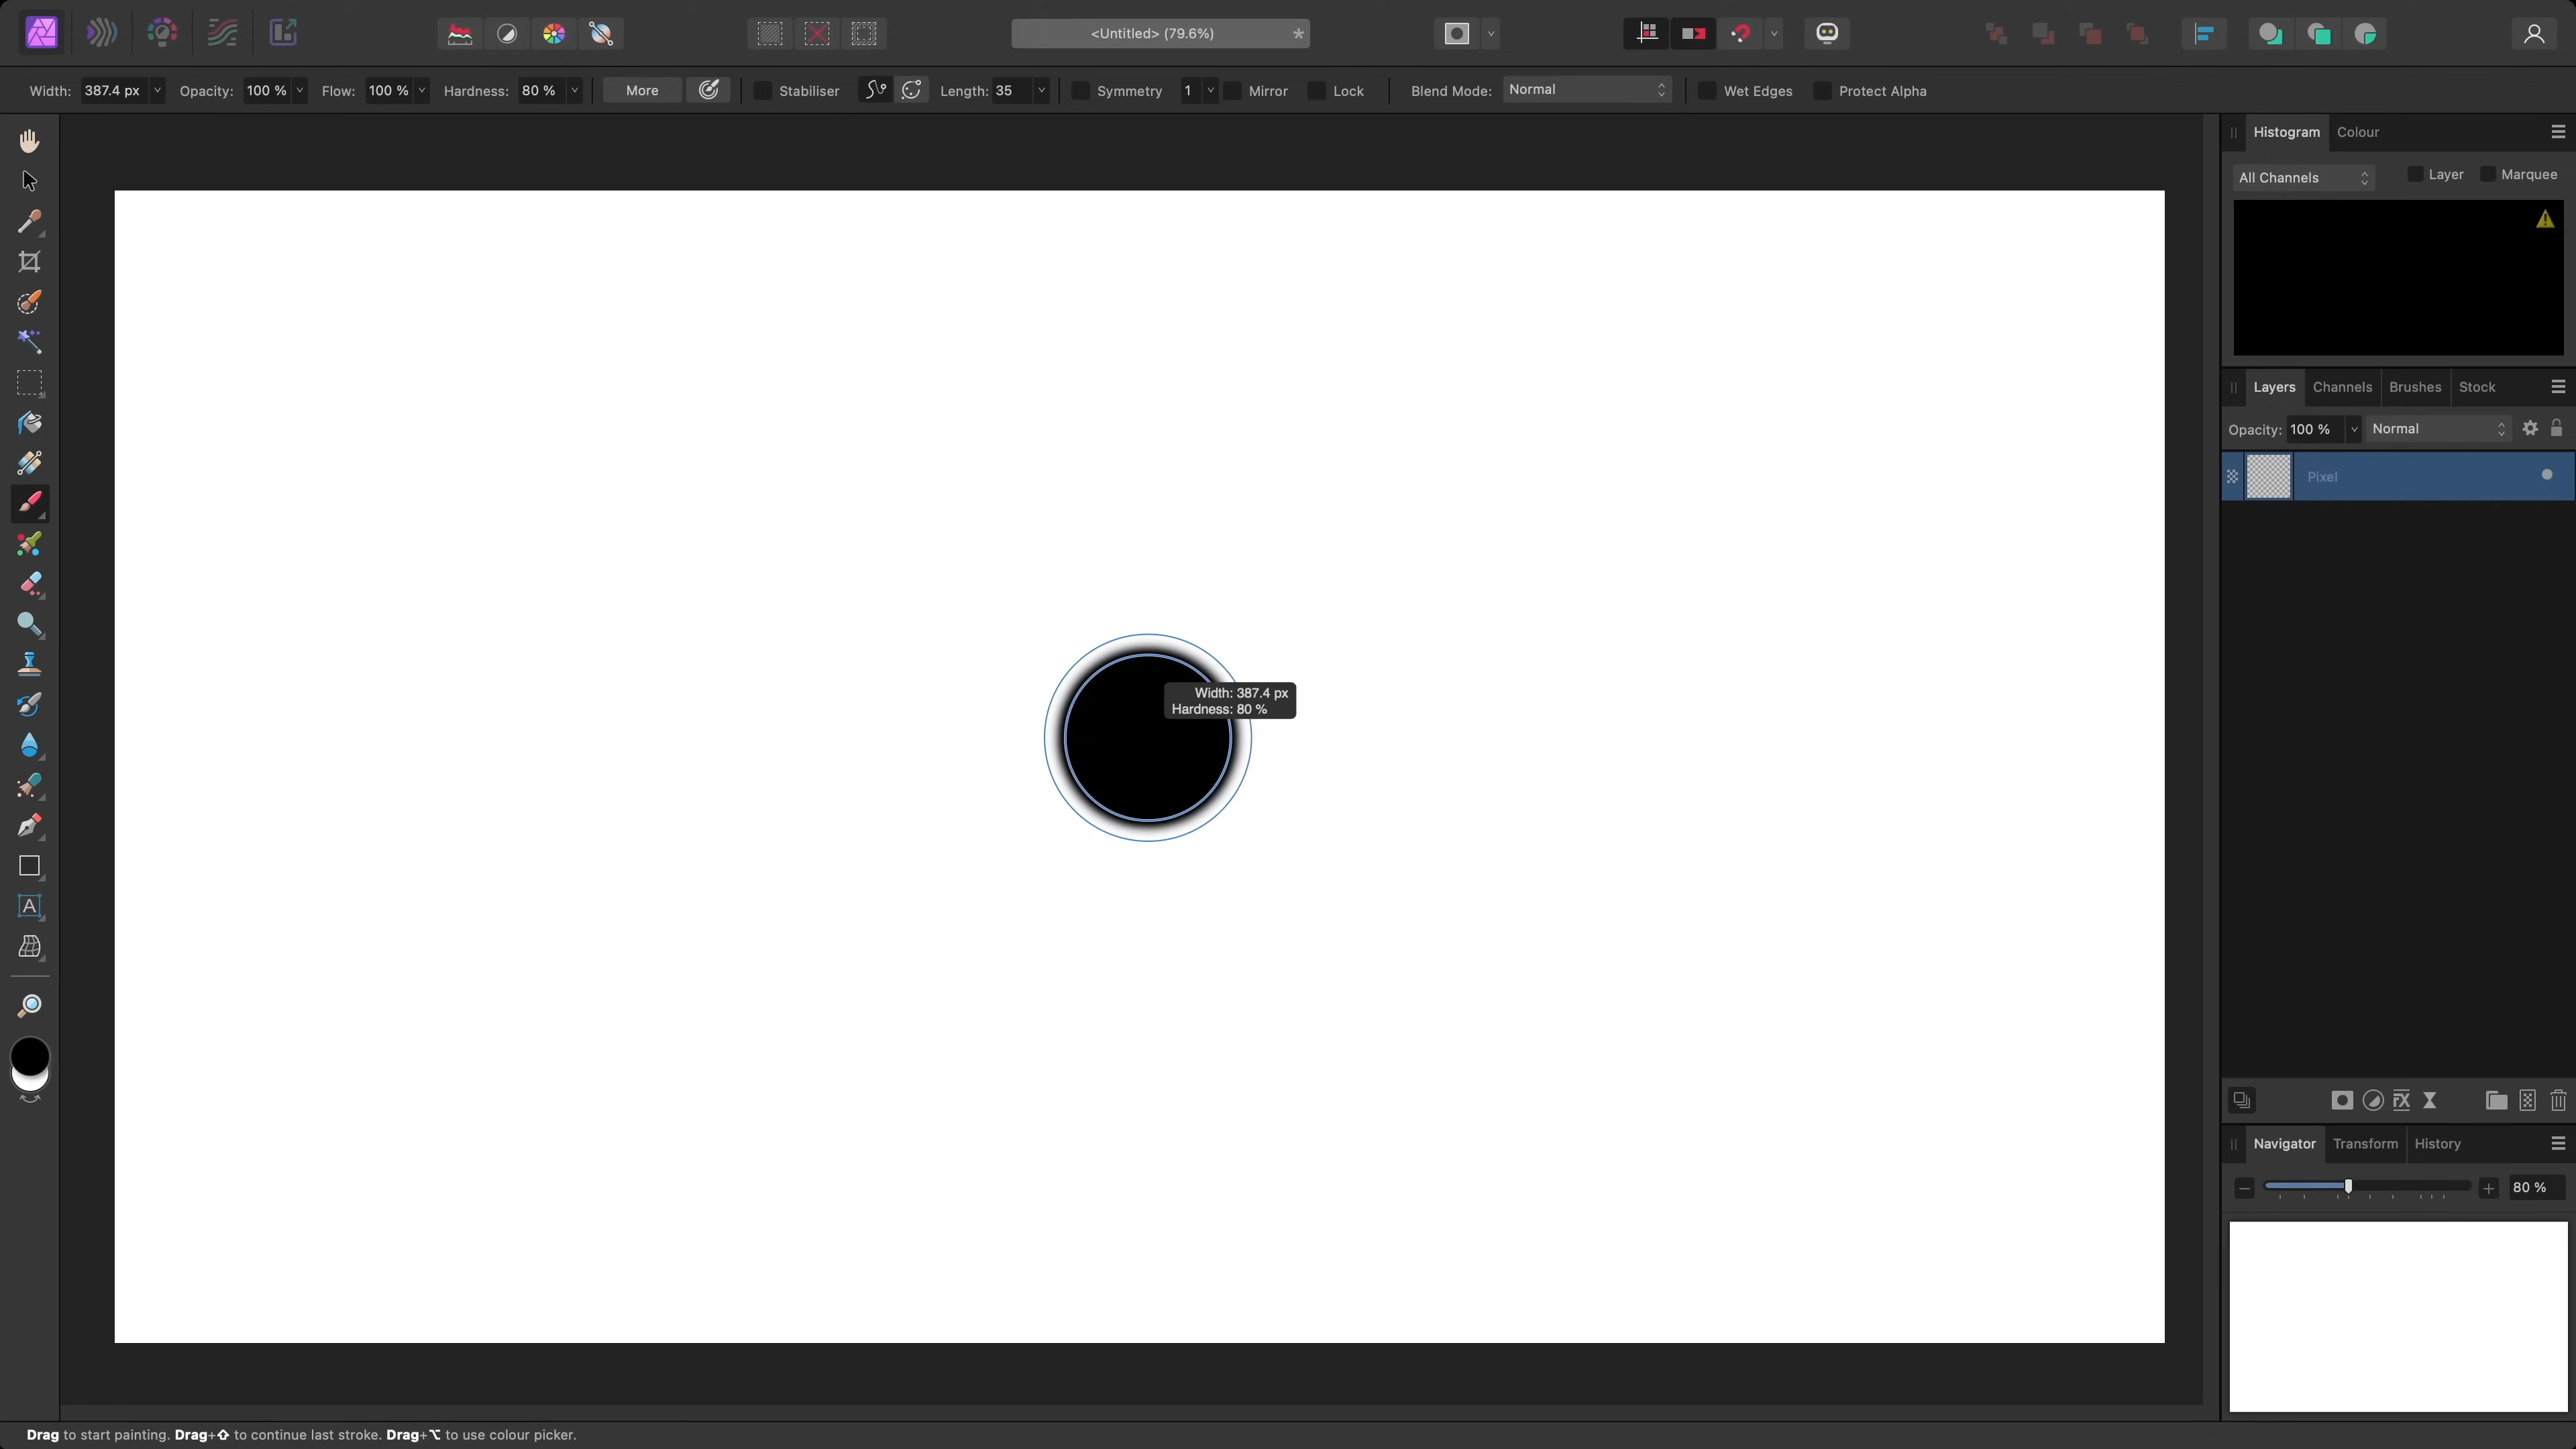 <Untitled> (79.6%)
Width: 387.4 px Opacity: 100 % Flow: 100 % Hardness: 80 % More Stabiliser Length: 35 Symmetry 1 Mirror Lock Blend Mode: Normal Wet Edges Protect Alpha
Histogram Colour
All Channels Layer Marquee
Layers Channels Brushes Stock
Opacity: 100 % Normal
Pixel
Width: 387.4 px
Hardness: 80 %
A
FX
Navigator Transform History
80 %
Drag to start painting. Drag+⇧ to continue last stroke. Drag+⌥ to use colour picker.